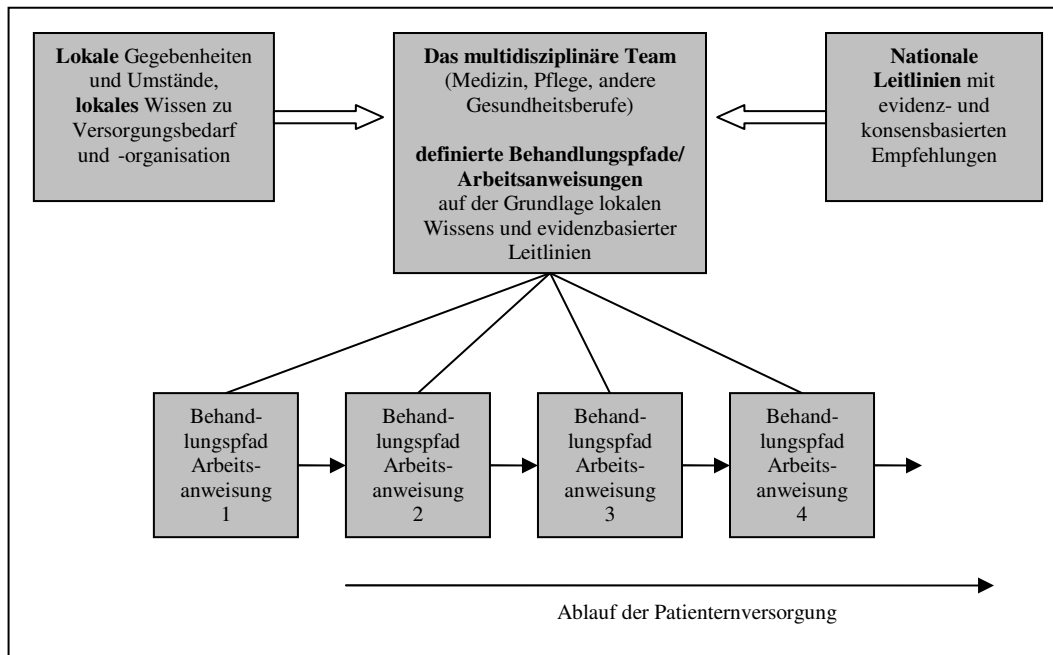 Lokale Gegebenheiten
und Umstände,
lokales Wissen zu
Versorgungsbedarf
und -organisation
Das multidisziplinäre Team
(Medizin, Pflege, andere
Gesundheitsberufe)
definierte Behandlungspfade/
Arbeitsanweisungen
auf der Grundlage lokalen
Wissens und evidenzbasierter
Leitlinien
Nationale
Leitlinien mit
evidenz- und
konsensbasierten
Empfehlungen
Behand-
lungspfad
Arbeits-
anweisung
1
Behand-
lungspfad
Arbeits-
anweisung
2
Behand-
lungspfad
Arbeits-
anweisung
3
Behand-
lungspfad
Arbeits-
anweisung
4
Ablauf der Patienternversorgung